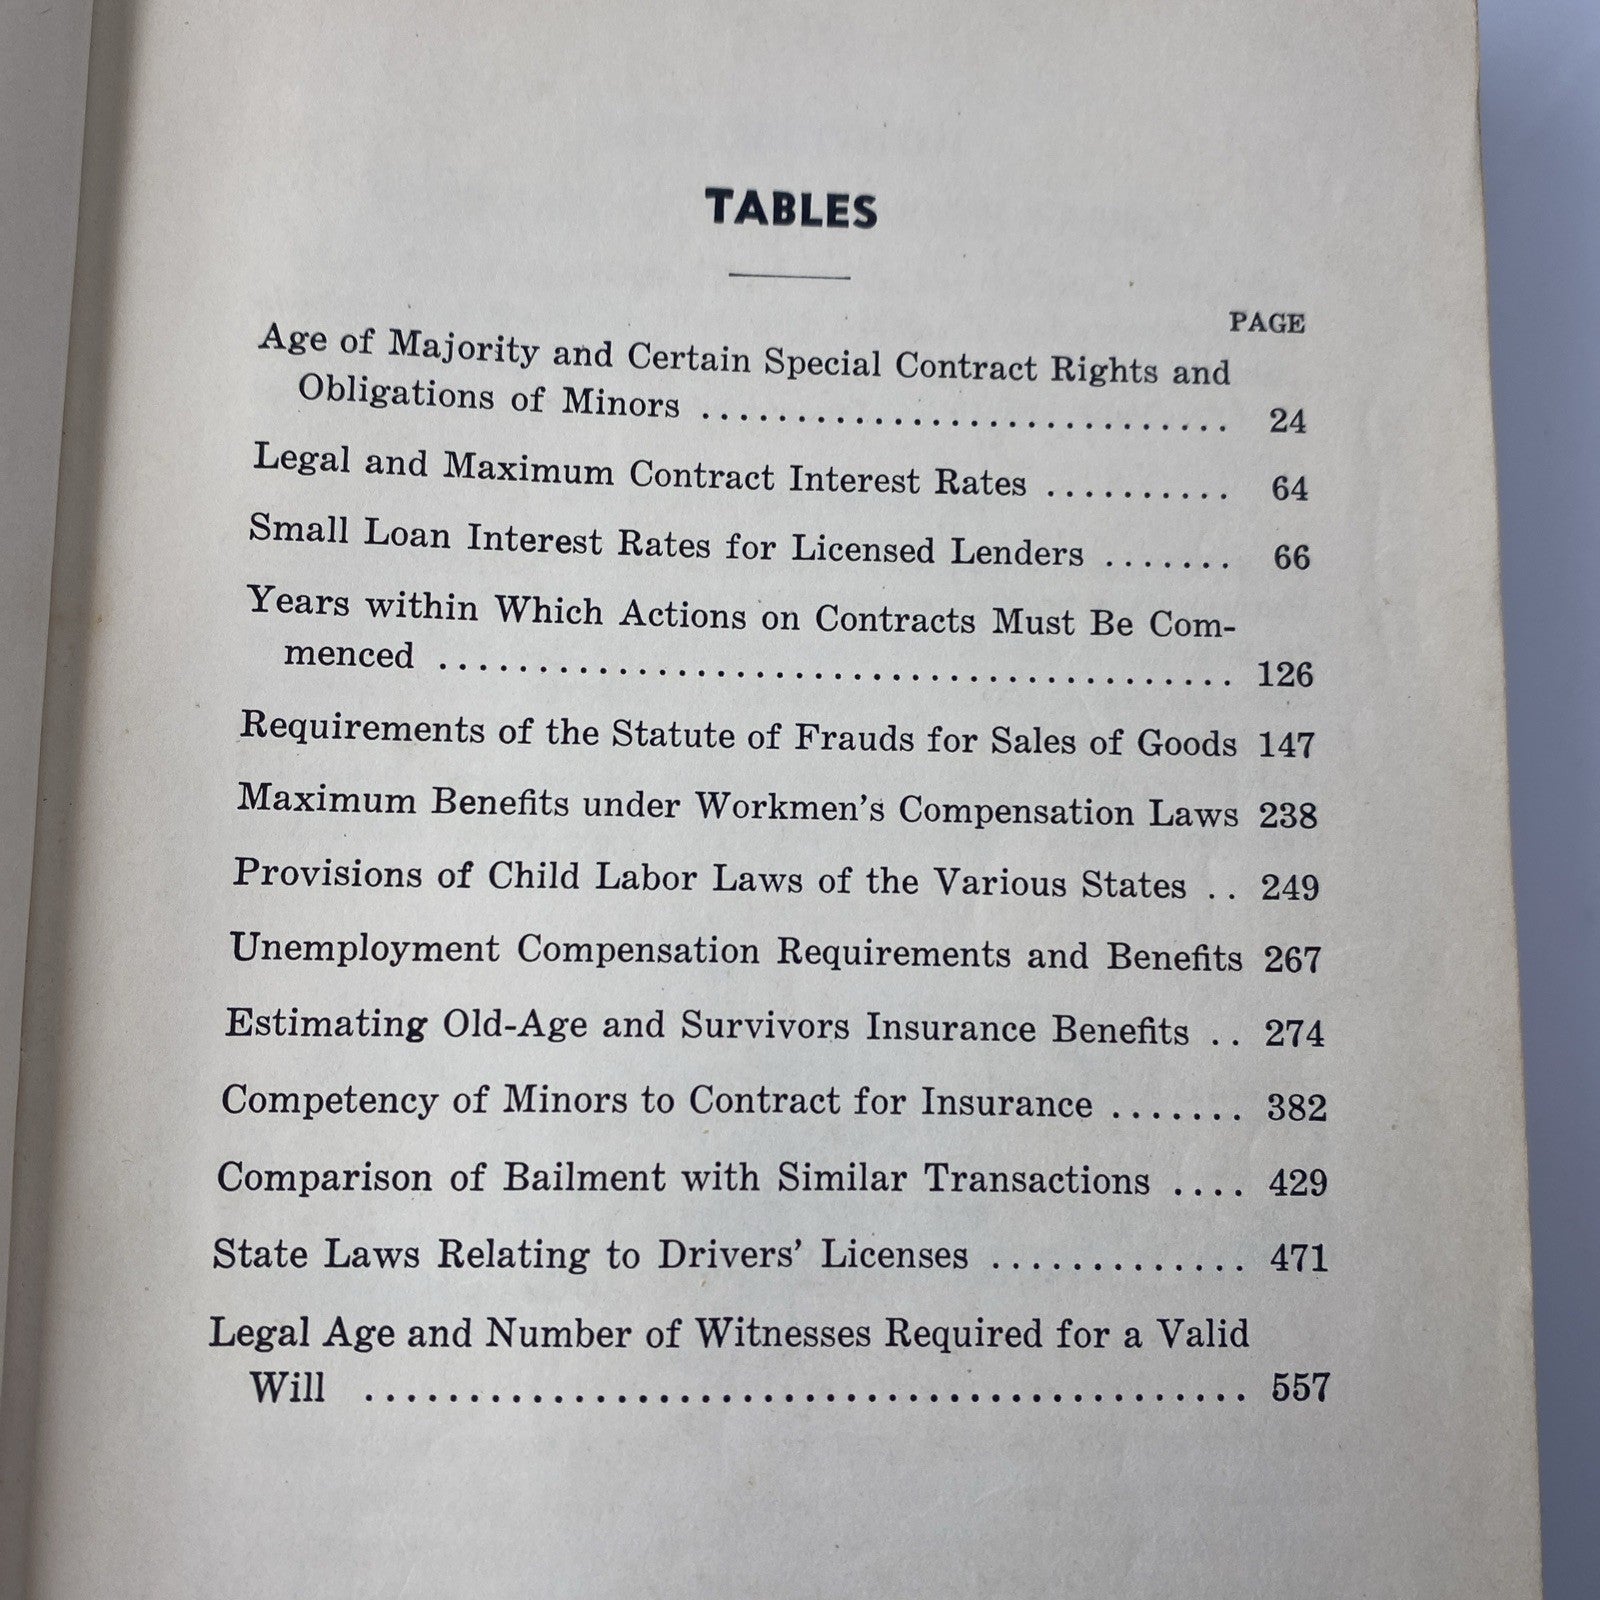 TABLES
PAGE
Age of Majority and Certain Special Contract Rights and
Obligations of Minors ............................ 24
Legal and Maximum Contract Interest Rates .......... 64
Small Loan Interest Rates for Licensed Lenders ....... 66
Years within Which Actions on Contracts Must Be Com-
menced .......................................... 126
Requirements of the Statute of Frauds for Sales of Goods 147
Maximum Benefits under Workmen's Compensation Laws 238
Provisions of Child Labor Laws of the Various States .. 249
Unemployment Compensation Requirements and Benefits 267
Estimating Old-Age and Survivors Insurance Benefits .. 274
Competency of Minors to Contract for Insurance ....... 382
Comparison of Bailment with Similar Transactions .... 429
State Laws Relating to Drivers' Licenses ............. 471
Legal Age and Number of Witnesses Required for a Valid
Will ........................................... 557